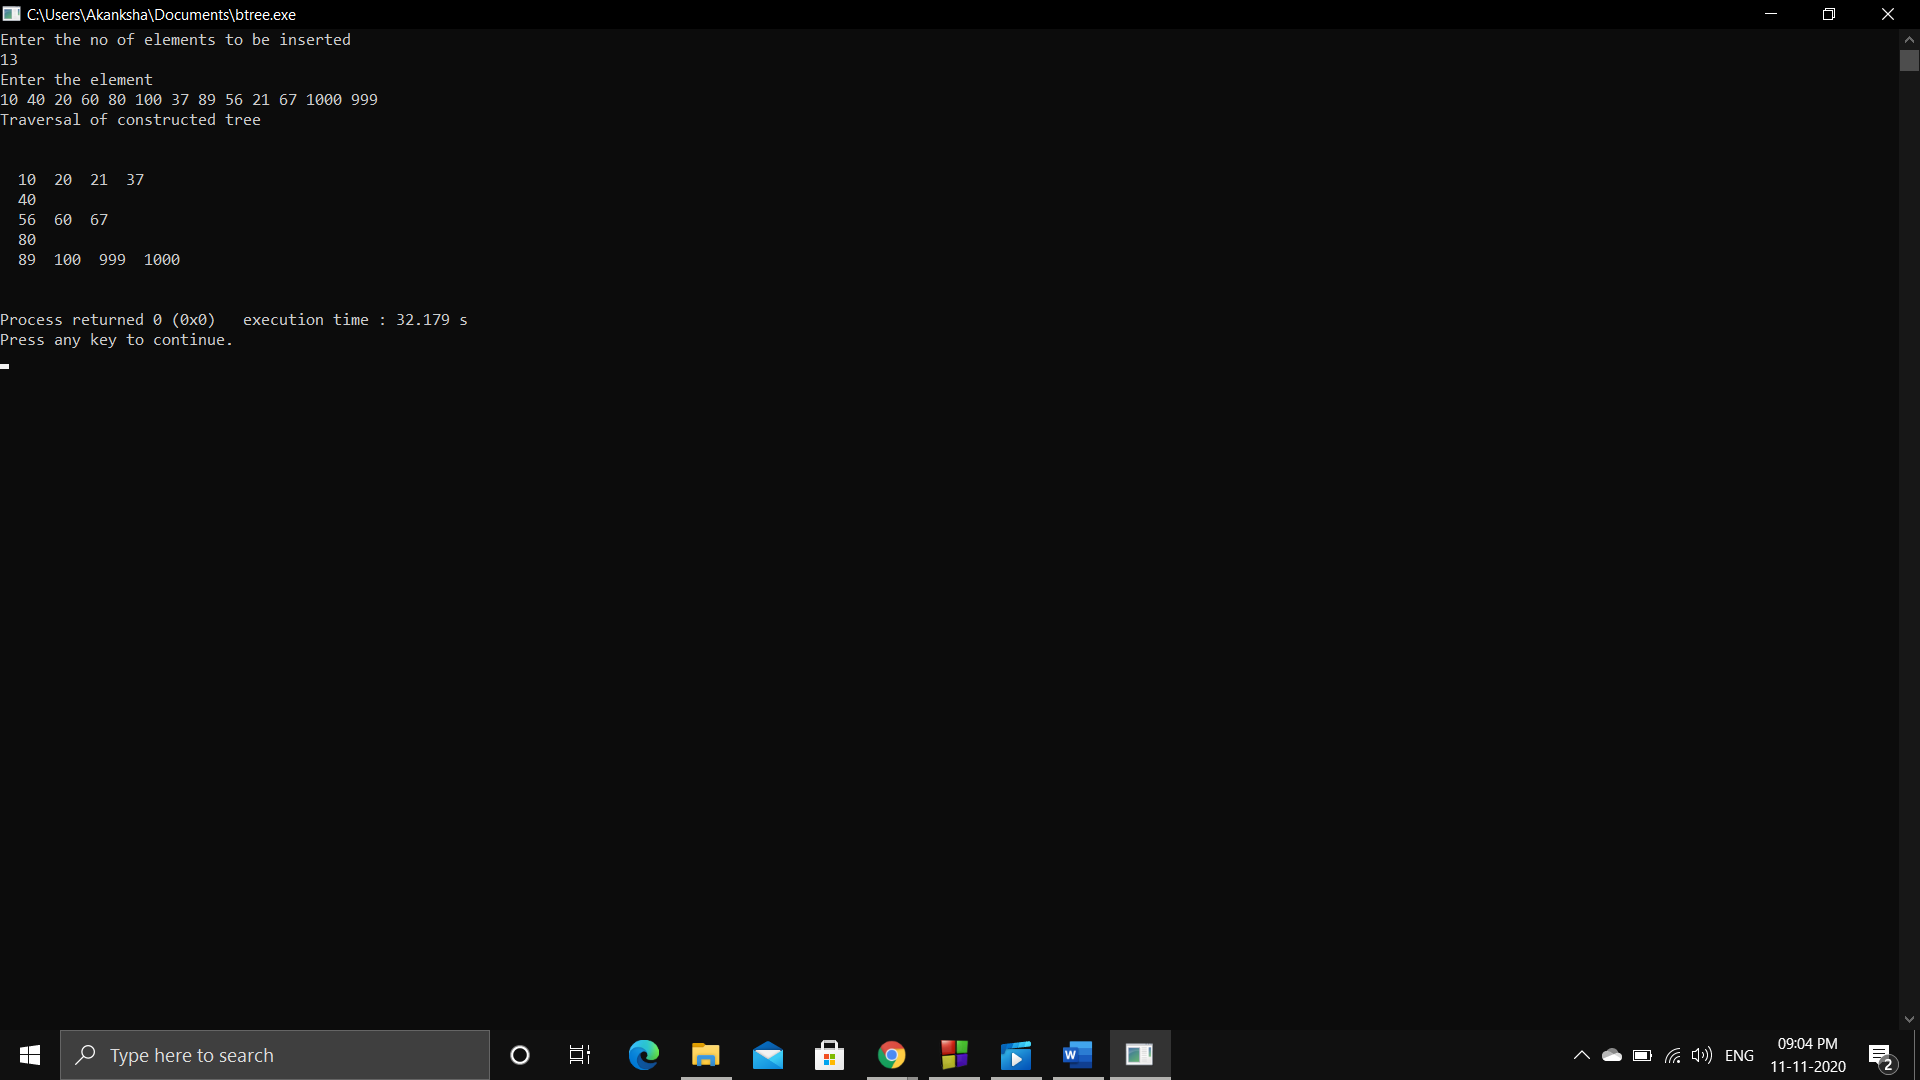 C:\Users\Akanksha\Documents\btree.exe
Enter the no of elements to be inserted
13
Enter the element
10 40 20 60 80 100 37 89 56 21 67 1000 999
Traversal of constructed tree
10 20 21 37
40
56 60 67
80
89 100 999 1000
Process returned 0 (0x0) execution time : 32.179 s
Press any key to continue.
Type here to search
W
ENG
09:04 PM
11-11-2020
2